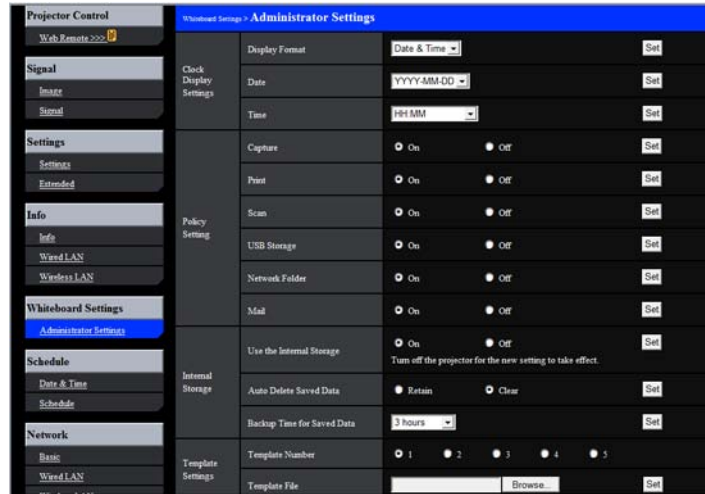 Projector Control
Web Remote >>>
Signal
Image
Signal
Settings
Settings
Extended
Info
Info
Wired LAN
Wireless LAN
Whiteboard Settings
Administrator Settings
Schedule
Date & Time
Schedule
Network
Basic
Wired LAN
Whiteboard Settings > Administrator Settings
Clock
Display
Settings
Display Format Date & Time Set
Date YYYY-MM-DD Set
Time HH:MM Set
Policy
Setting
Capture On Off Set
Print On Off Set
Scan On Off Set
USB Storage On Off Set
Network Folder On Off Set
Mail On Off Set
Internal
Storage
Use the Internal Storage On Off Set
Turn off the projector for the new setting to take effect.
Auto Delete Saved Data Retain Clear Set
Backup Time for Saved Data 3 hours Set
Template
Settings
Template Number 1 2 3 4 5
Template File Browse... Set